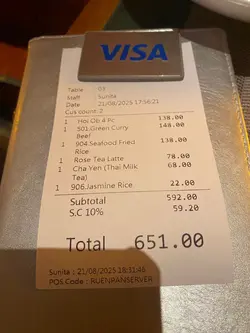 VISA
Table : 03
Staff : Sunita
Date : 21/08/2025 17:56:21
Cus count: 2
1 Hoi Ob 4 Pc 138.00
1 501.Green Curry 148.00
Beef
1 904.Seafood Fried 138.00
Rice
1 Rose Tea Latte 78.00
1 Cha Yen (Thai Milk 68.00
Tea)
1 906.Jasmine Rice 22.00
Subtotal 592.00
S.C 10% 59.20
Total 651.00
Sunita : 21/08/2025 18:31:46
POS Code : RUENRANSERVER